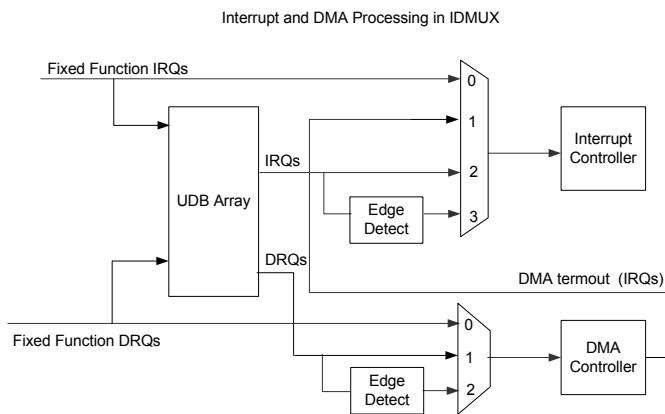 Interrupt and DMA Processing in IDMUX
Fixed Function IRQs
0
1
Interrupt
Controller
IRQs
2
UDB Array
Edge
Detect
3
DRQs
DMA termout (IRQs)
0
Fixed Function DRQs
1
DMA
Controller
Edge
Detect
2